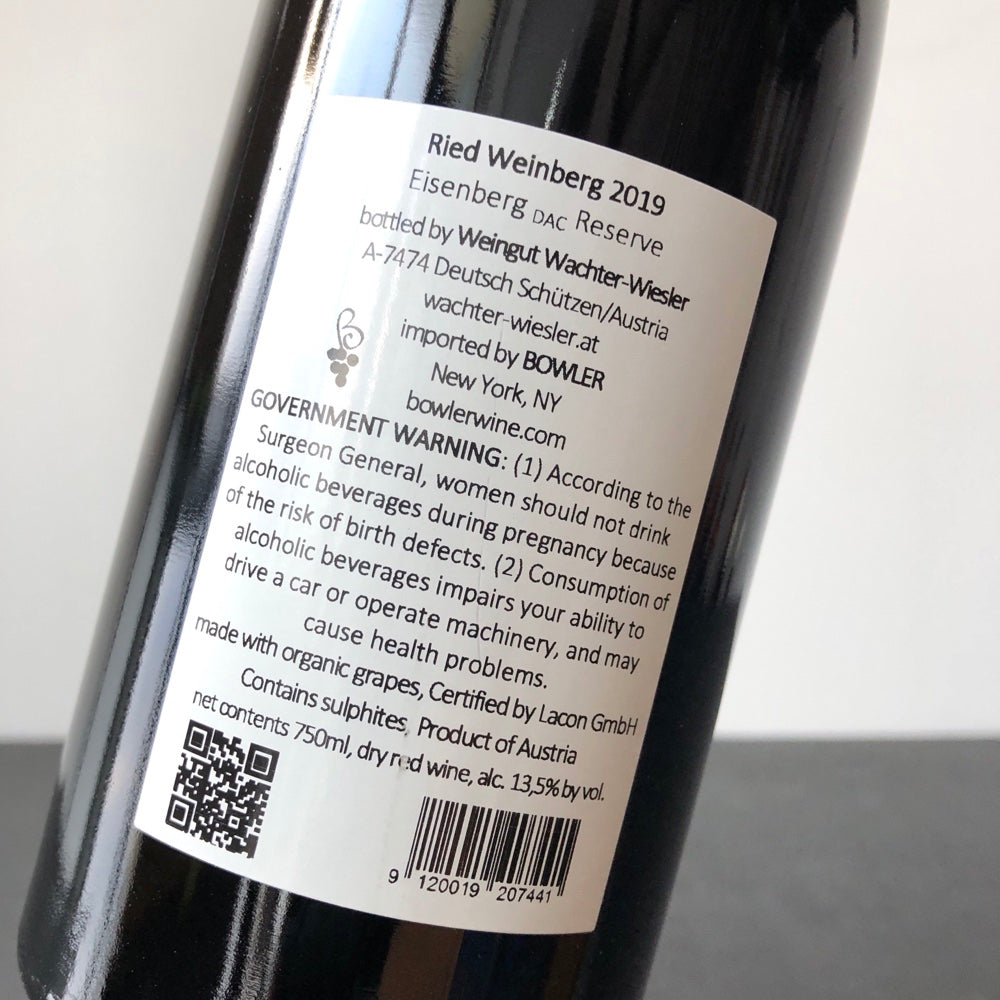 Ried Weinberg 2019
Eisenberg DAC Reserve
bottled by Weingut Wachter-Wiesler
A-7474 Deutsch Schützen/Austria
wachter-wiesler.at
imported by BOWLER
New York, NY
bowlerwine.com
GOVERNMENT WARNING: (1) According to the
Surgeon General, women should not drink
alcoholic beverages during pregnancy because
of the risk of birth defects. (2) Consumption of
alcoholic beverages impairs your ability to
drive a car or operate machinery, and may
cause health problems.
made with organic grapes, Certified by Lacon GmbH
Contains sulphites, Product of Austria
net contents 750ml, dry red wine, alc. 13,5% by vol.
9 120019 207441